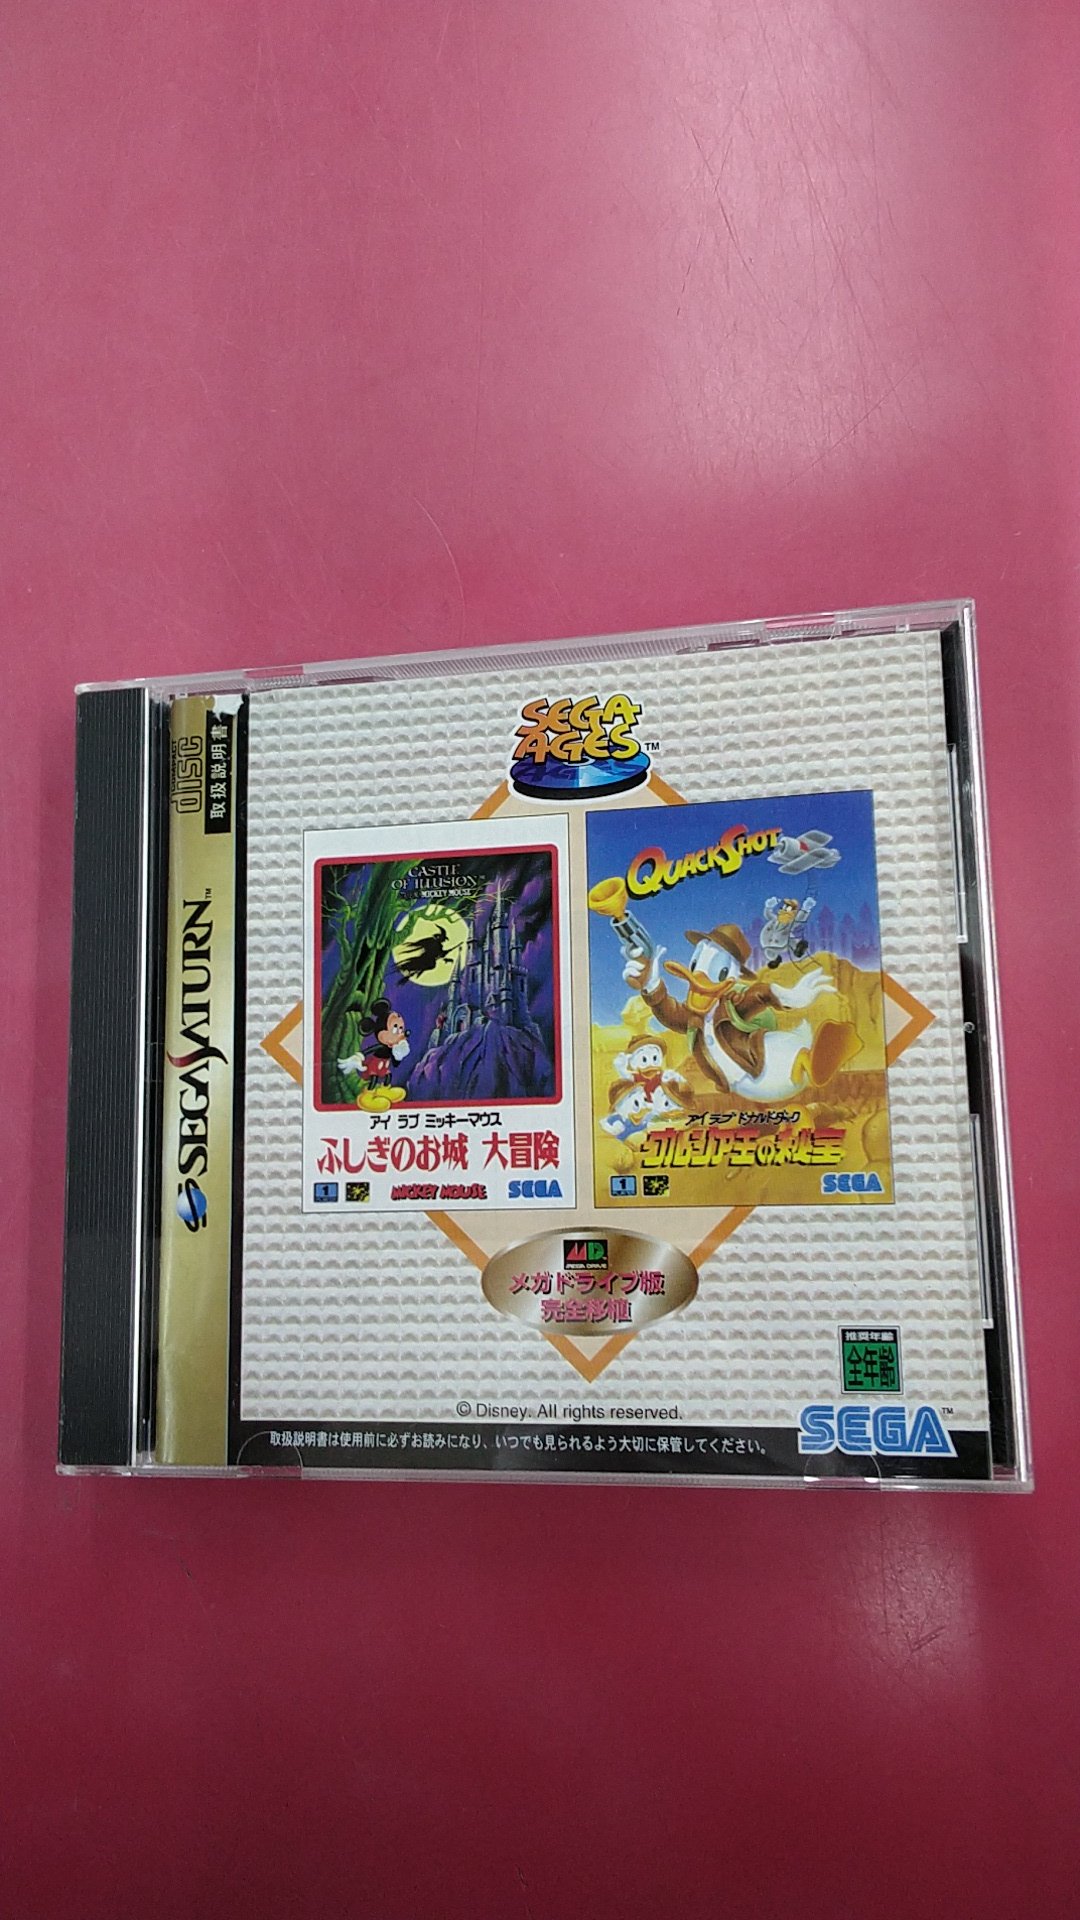 COMPACT
disc
取扱説明書
SEGA SATURN™
SEGA
AGES™
AGES
CASTLE
OF ILLUSION
MICKEY MOUSE
アイ ラブ ミッキーマウス
ふしぎのお城 大冒険
1
MICKEY MOUSE
SEGA
QUACKSHOT
アイ ラブ ドナルドダック
グルジア王の秘宝
1
SEGA
MD
MEGA DRIVE
メガドライブ版
完全移植
推奨年齢
全年齢
© Disney. All rights reserved.
SEGA™
取扱説明書は使用前に必ずお読みになり、いつでも見られるよう大切に保管してください。